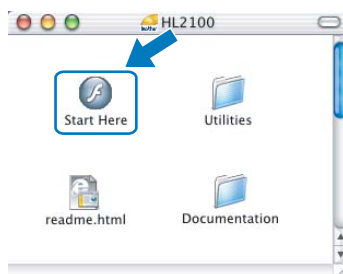 HL2100
Start Here
Utilities
readme.html
Documentation